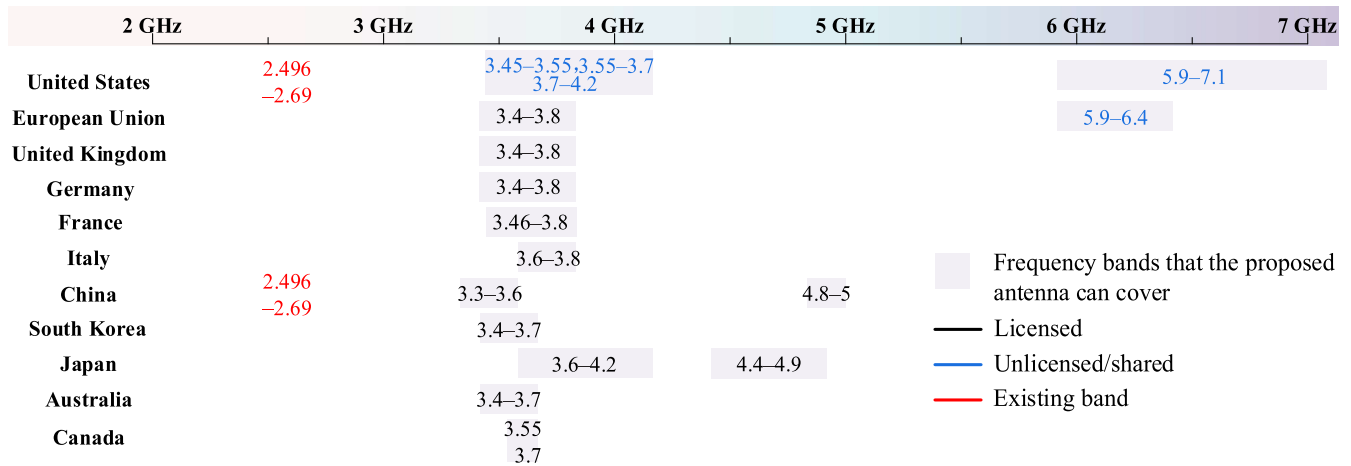 2 GHz 3 GHz 4 GHz 5 GHz 6 GHz 7 GHz
United States 2.496 –2.69 3.45–3.55,3.55–3.7 3.7–4.2 5.9–7.1
European Union 3.4–3.8 5.9–6.4
United Kingdom 3.4–3.8
Germany 3.4–3.8
France 3.46–3.8
Italy 3.6–3.8
China 2.496 –2.69 3.3–3.6 4.8–5
South Korea 3.4–3.7
Japan 3.6–4.2 4.4–4.9
Australia 3.4–3.7
Canada 3.55 3.7
Frequency bands that the proposed
antenna can cover
Licensed
Unlicensed/shared
Existing band